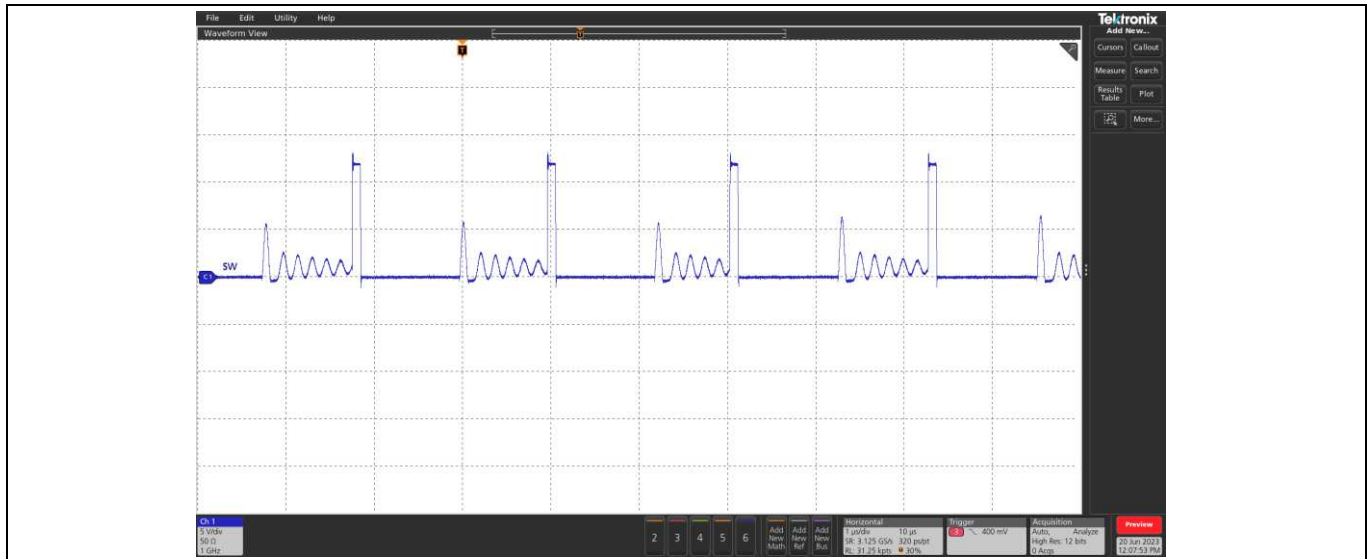 File Edit Utility Help
Tektronix
Waveform View
Add New...
Cursors Callout
Measure Search
Results Table Plot
More...
T
T
C1
SW
Ch 1
5 V/div
50 Ω
1 GHz
2 3 4 5 6
Add New Math
Add New Ref
Add New Bus
Horizontal
1 µs/div 10 µs
SR: 3.125 GS/s 320 ps/pt
RL: 31.25 kpts 30%
Trigger
400 mV
Acquisition
Auto, Analyze
High Res: 12 bits
0 Acqs
Preview
20 Jun 2023
12:07:53 PM